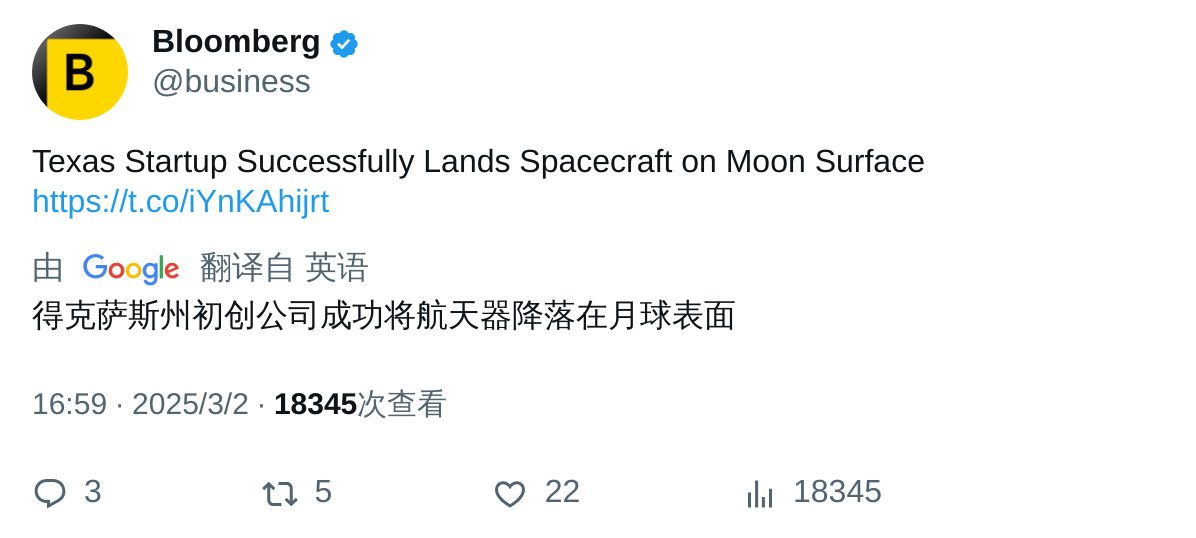 B
Bloomberg
@business
Texas Startup Successfully Lands Spacecraft on Moon Surface
https://t.co/iYnKAhijrt
由 Google 翻译自 英语
得克萨斯州初创公司成功将航天器降落在月球表面
16:59 · 2025/3/2 · 18345次查看
3 5 22 18345